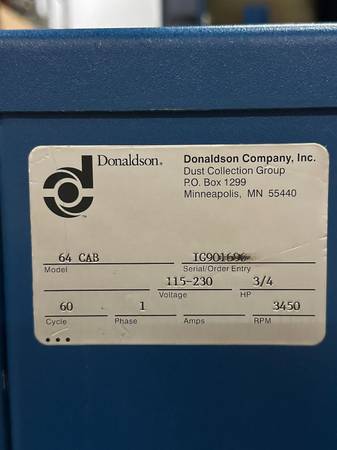 Donaldson®
Donaldson Company, Inc.
Dust Collection Group
P.O. Box 1299
Minneapolis, MN 55440
64 CAB IG901696
Model Serial/Order Entry
115-230 3/4
Voltage HP
60 1 3450
Cycle Phase Amps RPM